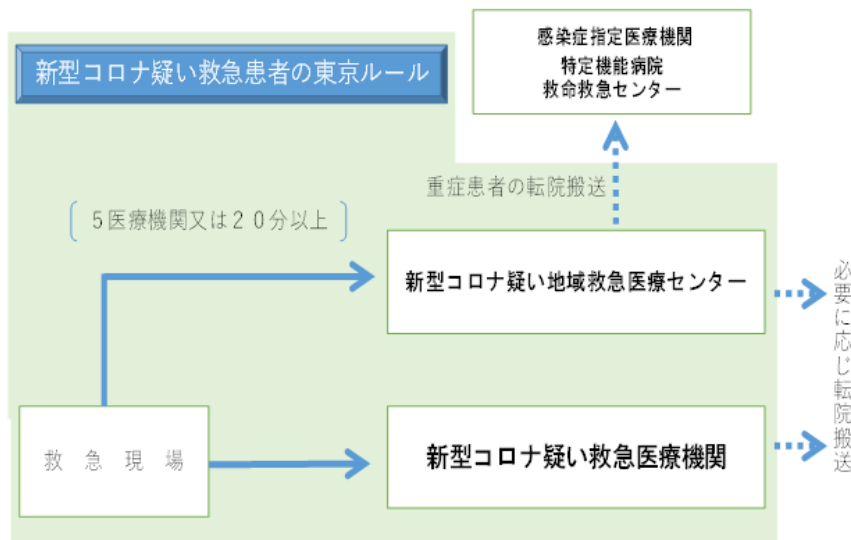 新型コロナ疑い救急患者の東京ルール
感染症指定医療機関
特定機能病院
救命救急センター
重症患者の転院搬送
〔 5医療機関又は20分以上 〕
新型コロナ疑い地域救急医療センター
必要に応じ転院搬送
救 急 現 場
新型コロナ疑い救急医療機関